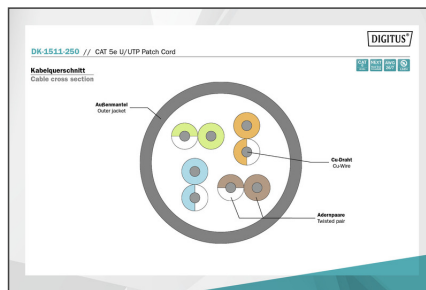 DIGITUS®
DK-1511-250 // CAT 5e U/UTP Patch Cord
Kabelquerschnitt
Cable cross section
Außenmantel
Outer jacket
Cu-Draht
Cu-Wire
Adernpaare
Twisted pair